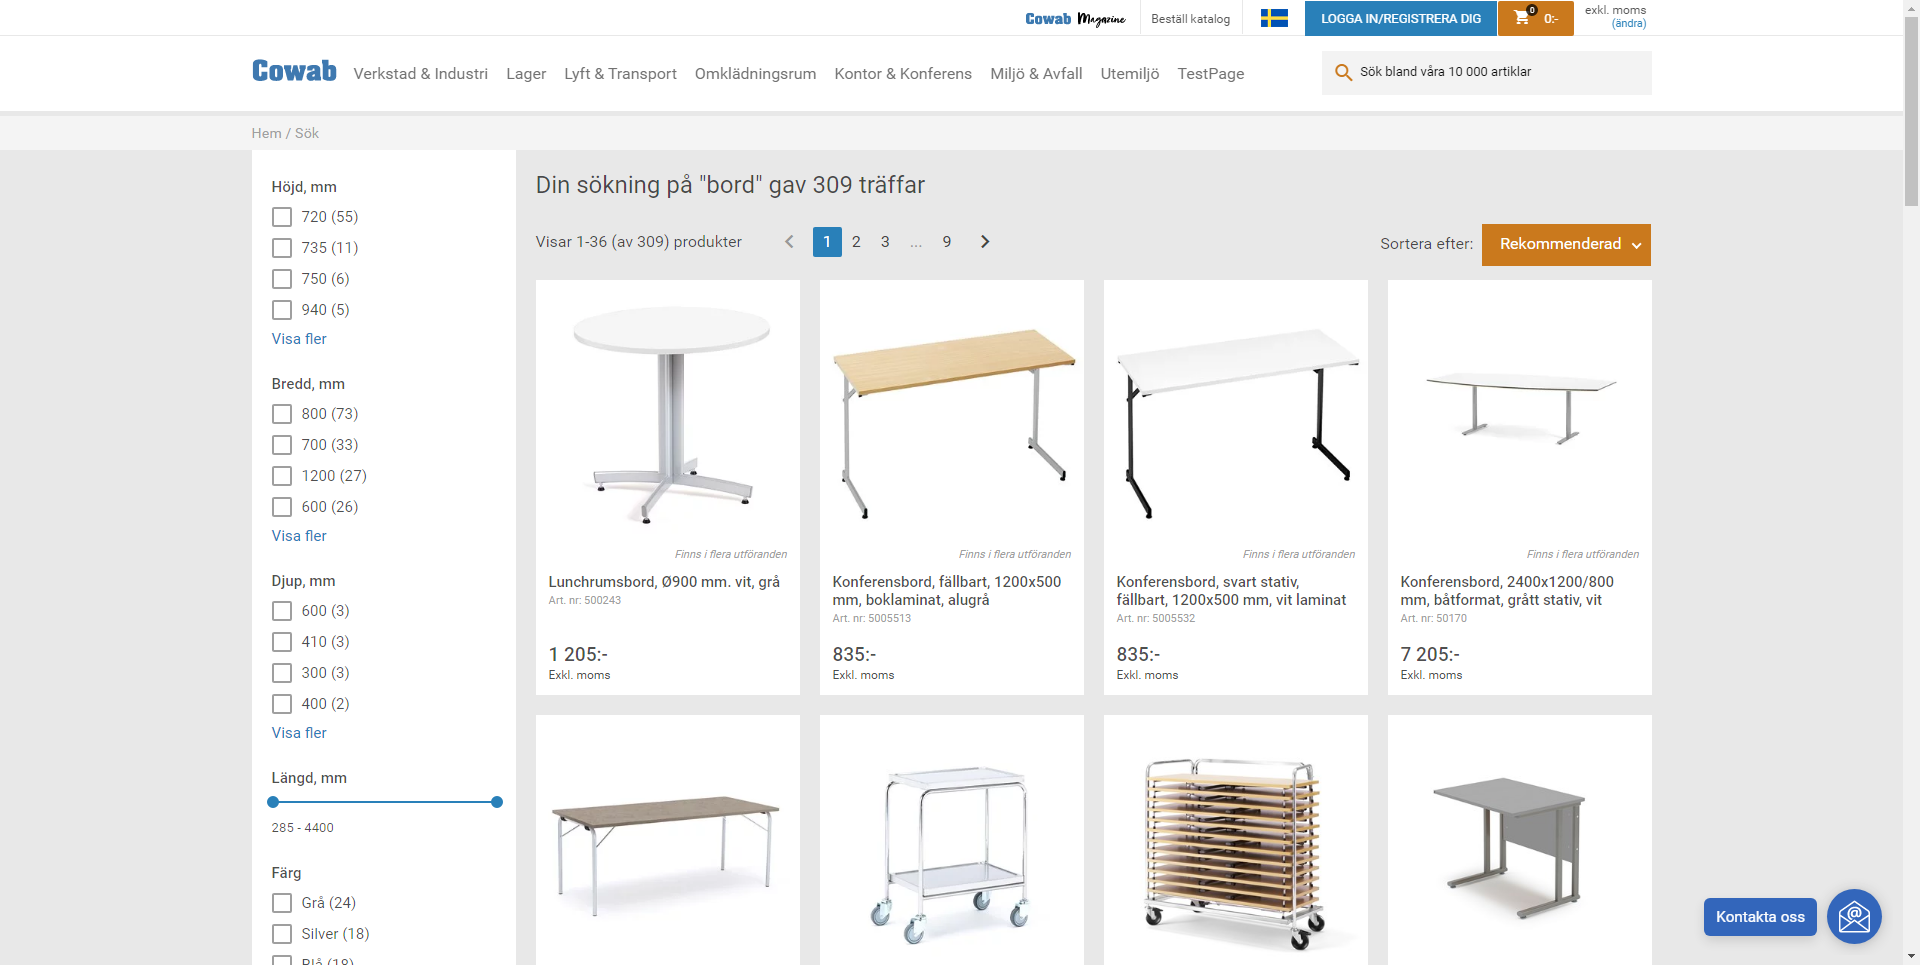 Cowab Magazine
Beställ katalog
LOGGA IN/REGISTRERA DIG
0
0:-
exkl. moms
(ändra)
Cowab
Verkstad & Industri
Lager
Lyft & Transport
Omklädningsrum
Kontor & Konferens
Miljö & Avfall
Utemiljö
TestPage
Sök bland våra 10 000 artiklar
Hem / Sök
Höjd, mm
720 (55)
735 (11)
750 (6)
940 (5)
Visa fler
Bredd, mm
800 (73)
700 (33)
1200 (27)
600 (26)
Visa fler
Djup, mm
600 (3)
410 (3)
300 (3)
400 (2)
Visa fler
Längd, mm
285 - 4400
Färg
Grå (24)
Silver (18)
Blå (18)
Din sökning på "bord" gav 309 träffar
Visar 1-36 (av 309) produkter
1 2 3 ... 9
Sortera efter:
Rekommenderad
Finns i flera utföranden
Lunchrumsbord, Ø900 mm. vit, grå
Art. nr: 500243
1 205:-
Exkl. moms
Finns i flera utföranden
Konferensbord, fällbart, 1200x500
mm, boklaminat, alugrå
Art. nr: 5005513
835:-
Exkl. moms
Finns i flera utföranden
Konferensbord, svart stativ,
fällbart, 1200x500 mm, vit laminat
Art. nr: 5005532
835:-
Exkl. moms
Finns i flera utföranden
Konferensbord, 2400x1200/800
mm, båtformat, grått stativ, vit
Art. nr: 50170
7 205:-
Exkl. moms
Kontakta oss